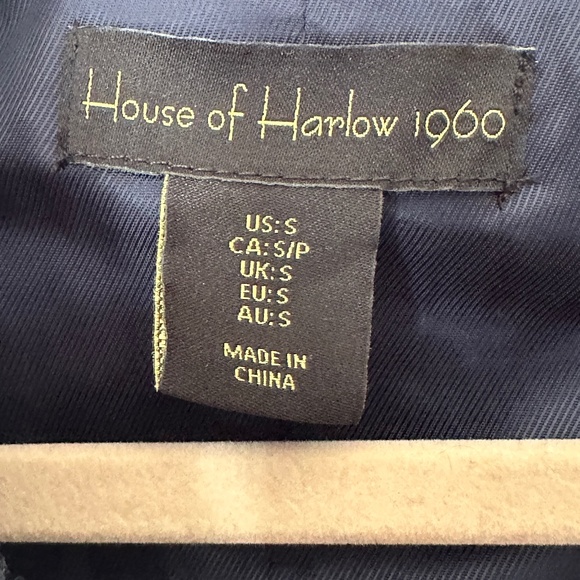 House of Harlow 1960
US: S
CA: S/P
UK: S
EU: S
AU: S
MADE IN
CHINA